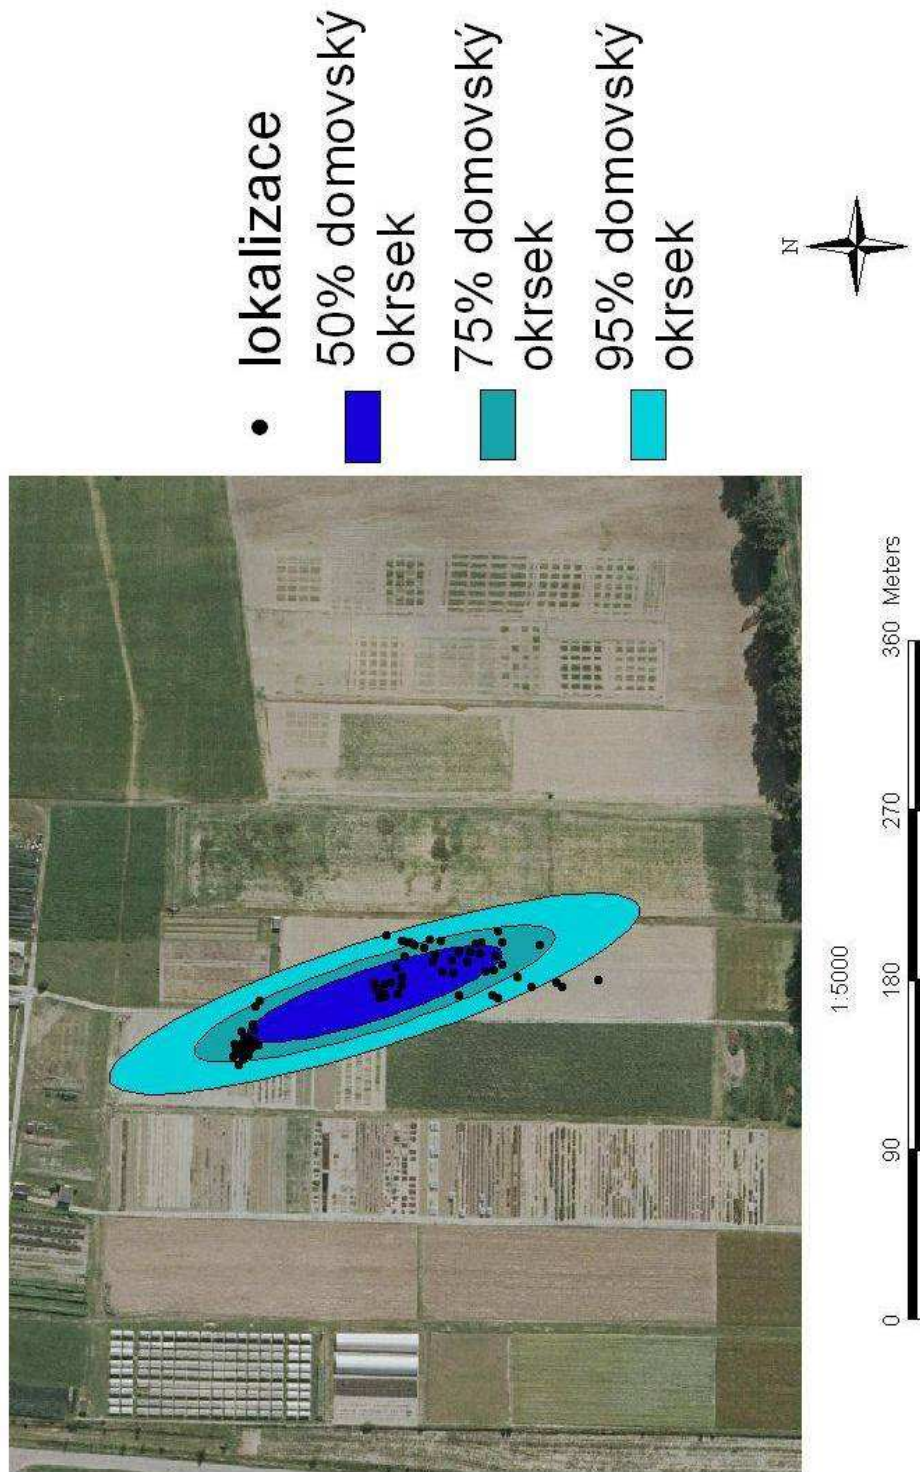 lokalizace
50% domovský
okrsek
75% domovský
okrsek
95% domovský
okrsek
N
1:5000
0 90 180 270 360 Meters